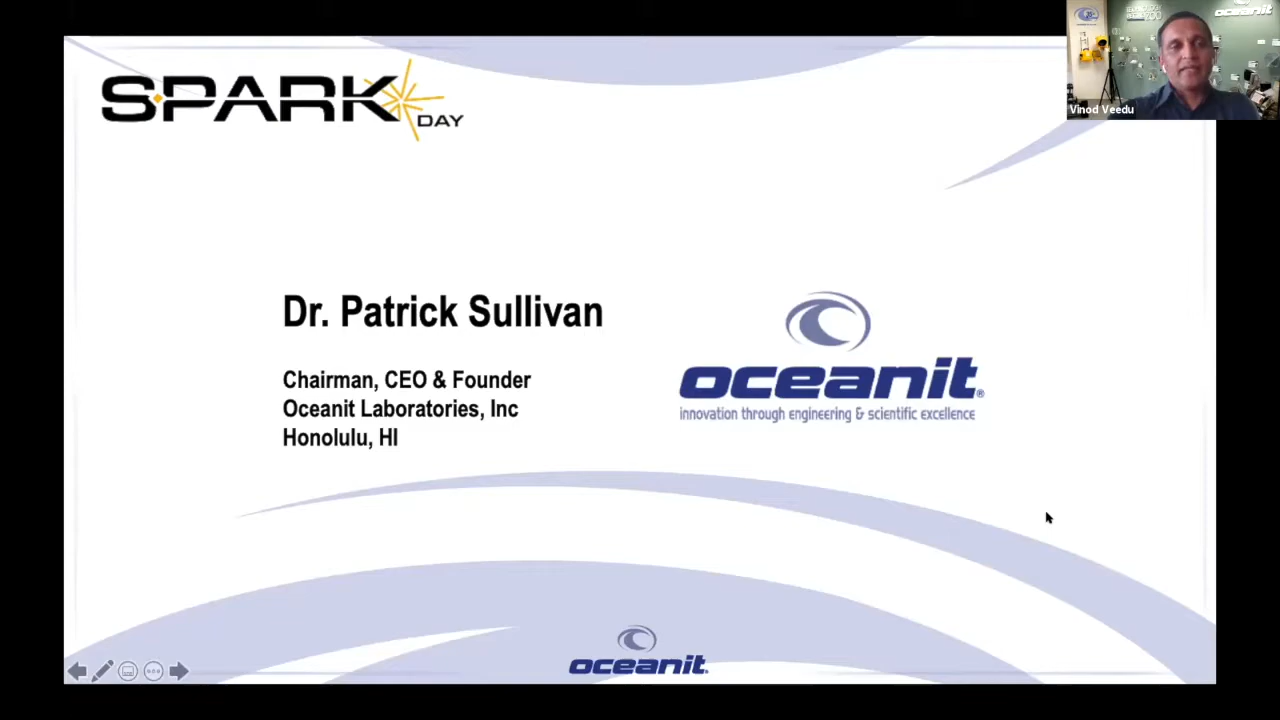 SPARK DAY
oceanit
Vinod Veedu
Dr. Patrick Sullivan
Chairman, CEO & Founder
Oceanit Laboratories, Inc
Honolulu, HI
oceanit®
innovation through engineering & scientific excellence
oceanit